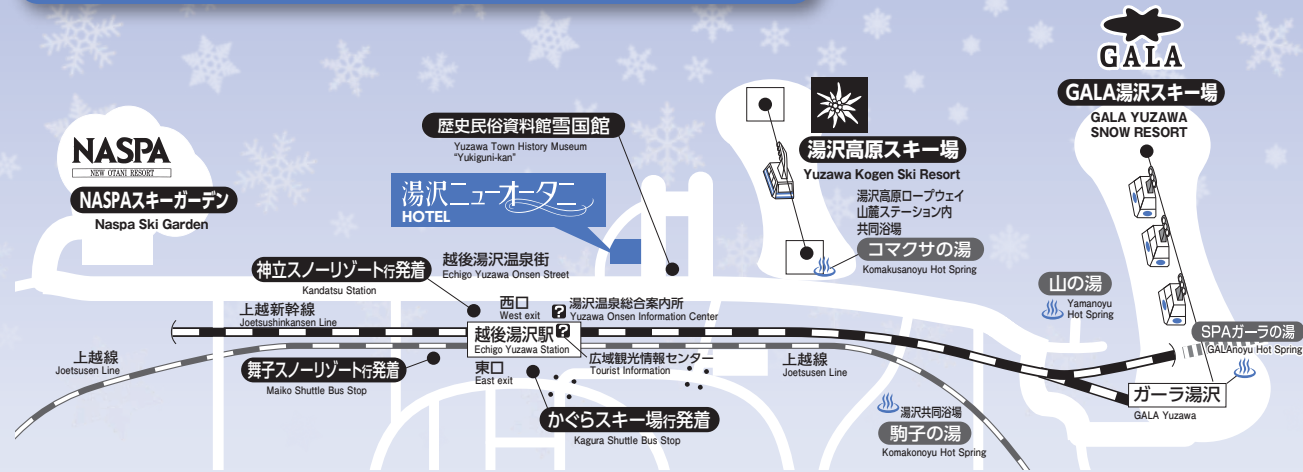 GALA
GALA湯沢スキー場
GALA YUZAWA
SNOW RESORT
NASPA
NEW OTANI RESORT
NASPAスキーガーデン
Naspa Ski Garden
歴史民俗資料館雪国館
Yuzawa Town History Museum
"Yukiguni-kan"
湯沢ニューオータニ
HOTEL
湯沢高原スキー場
Yuzawa Kogen Ski Resort
湯沢高原ロープウェイ
山麓ステーション内
共同浴場
コマクサの湯
Komakusanoyu Hot Spring
神立スノーリゾート行発着
Kandatsu Station
越後湯沢温泉街
Echigo Yuzawa Onsen Street
山の湯
Yamanoyu
Hot Spring
上越新幹線
Joetsushinkansen Line
西口
West exit
? 湯沢温泉総合案内所
Yuzawa Onsen Information Center
越後湯沢駅 ?
Echigo Yuzawa Station
SPAガーラの湯
GALAnoyu Hot Spring
上越線
Joetsusen Line
舞子スノーリゾート行発着
Maiko Shuttle Bus Stop
東口
East exit
広域観光情報センター
Tourist Information
上越線
Joetsusen Line
ガーラ湯沢
GALA Yuzawa
かぐらスキー場行発着
Kagura Shuttle Bus Stop
湯沢共同浴場
駒子の湯
Komakonoyu Hot Spring